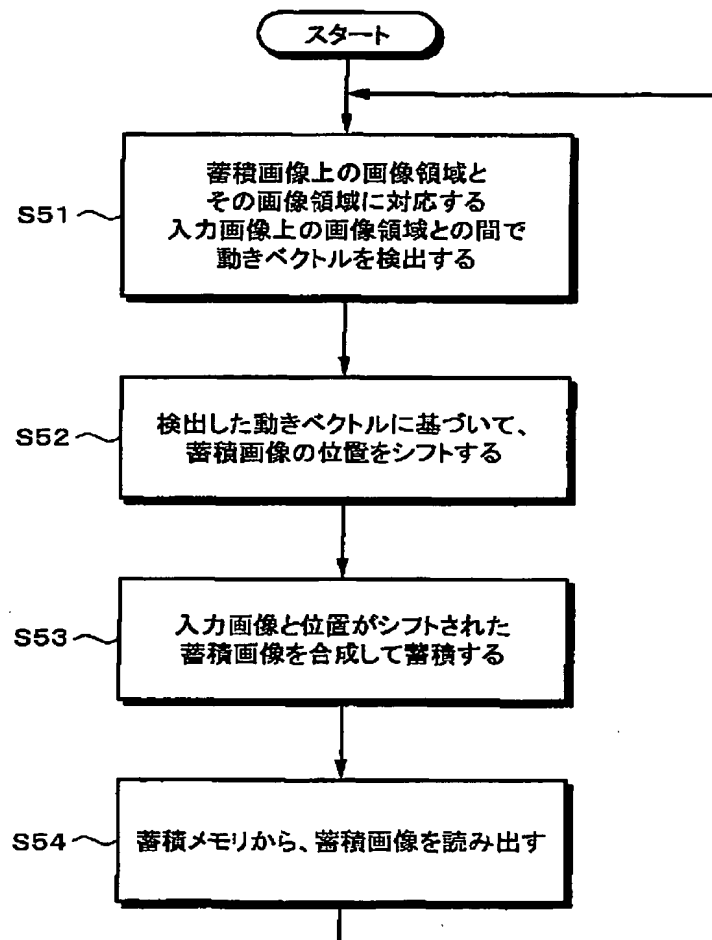 スタート
S51
蓄積画像上の画像領域と
その画像領域に対応する
入力画像上の画像領域との間で
動きベクトルを検出する
S52
検出した動きベクトルに基づいて、
蓄積画像の位置をシフトする
S53
入力画像と位置がシフトされた
蓄積画像を合成して蓄積する
S54
蓄積メモリから、蓄積画像を読み出す